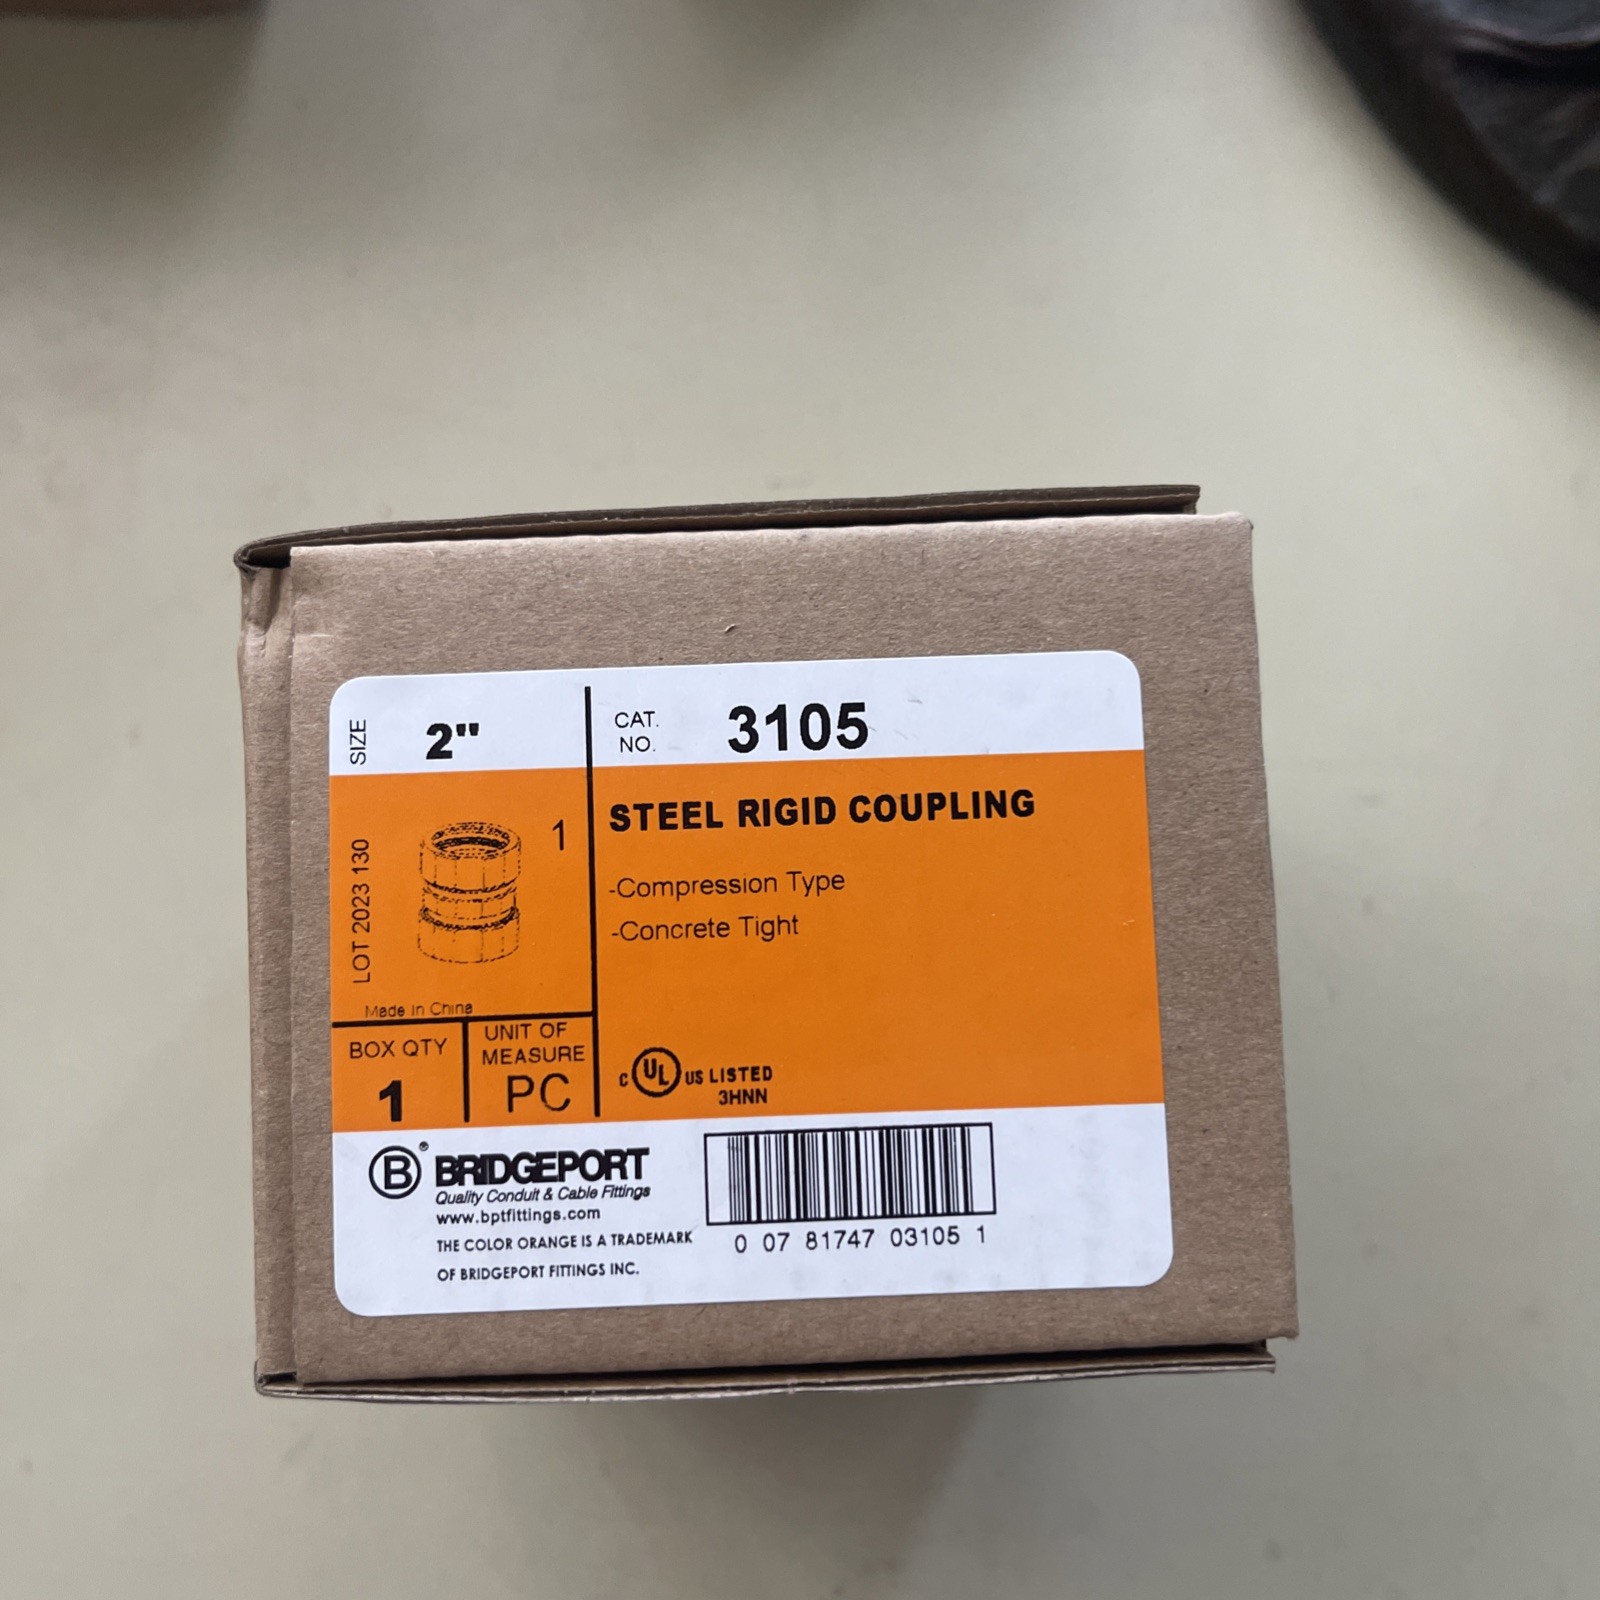 SIZE
2"
CAT.
NO.
3105
LOT 2023 130
1
Made in China
STEEL RIGID COUPLING
-Compression Type
-Concrete Tight
BOX QTY
1
UNIT OF
MEASURE
PC
C UL US LISTED
3HNN
B® BRIDGEPORT
Quality Conduit & Cable Fittings
www.bptfittings.com
THE COLOR ORANGE IS A TRADEMARK
OF BRIDGEPORT FITTINGS INC.
0 07 81747 03105 1